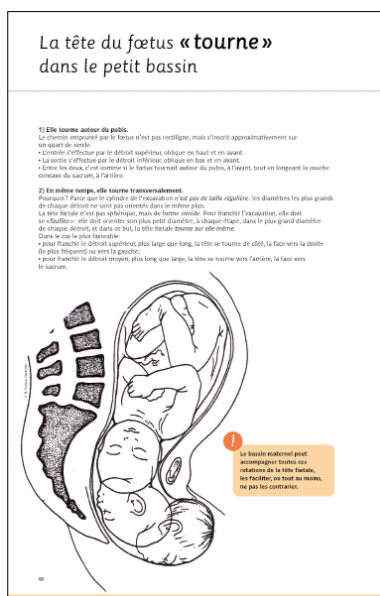 La tête du fœtus « tourne »
dans le petit bassin
1) Elle tourne autour du pubis.
Le chemin emprunté par le fœtus n'est pas rectiligne, mais s'inscrit approximativement sur
un quart de cercle.
• L'entrée s'effectue par le détroit supérieur, oblique en haut et en avant.
• La sortie s'effectue par le détroit inférieur, oblique en bas et en avant.
• Entre les deux, c'est comme si le fœtus tournait autour du pubis, à l'avant, tout en longeant la courbe
concave du sacrum, à l'arrière.
2) En même temps, elle tourne transversalement.
Pourquoi? Parce que le cylindre de l'excavation n'est pas de taille régulière: les diamètres les plus grands
de chaque détroit ne sont pas orientés dans le même plan.
La tête fœtale n'est pas sphérique, mais de forme ovoïde. Pour franchir l'excavation, elle doit
se «faufiler»: elle doit orienter son plus petit diamètre, à chaque étape, dans le plus grand diamètre
de chaque détroit, et dans ce but, la tête fœtale tourne sur elle-même.
Dans le cas le plus favorable:
• pour franchir le détroit supérieur, plus large que long, la tête se tourne de côté, la face vers la droite
(le plus fréquent) ou vers la gauche;
• pour franchir le détroit moyen, plus long que large, la tête se tourne vers l'arrière, la face vers
le sacrum.
!
Le bassin maternel peut
accompagner toutes ces
rotations de la tête fœtale,
les faciliter, ou tout au moins,
ne pas les contrarier.